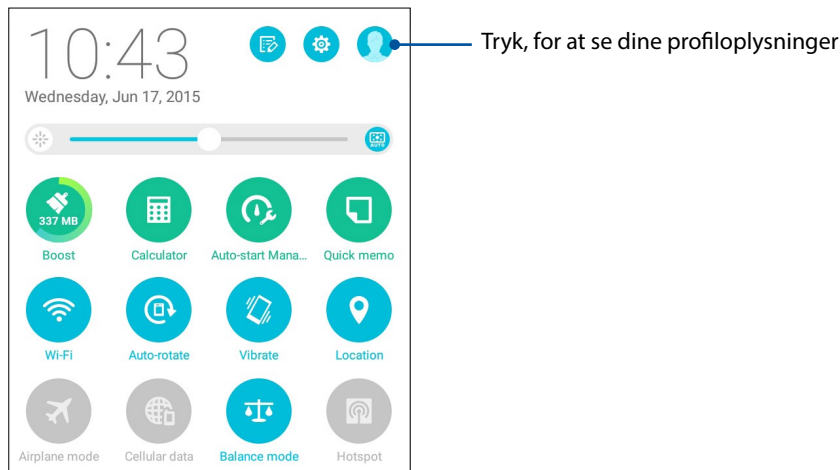 10:43
Tryk, for at se dine profiloplysninger
Wednesday, Jun 17, 2015
AUTO
337 MB
Boost
Calculator
Auto-start Mana...
Quick memo
Wi-Fi
Auto-rotate
Vibrate
Location
Airplane mode
Cellular data
Balance mode
Hotspot